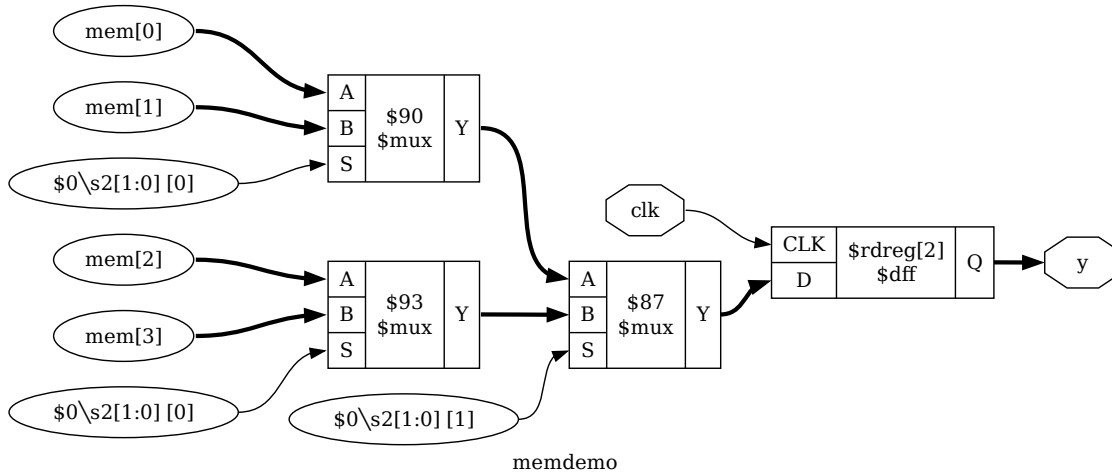 mem[0]
mem[1]
$0\s2[1:0] [0]
A
B
S
$90
$mux
Y
mem[2]
mem[3]
$0\s2[1:0] [0]
A
B
S
$93
$mux
Y
$0\s2[1:0] [1]
A
B
S
$87
$mux
Y
clk
CLK
D
$rdreg[2]
$dff
Q
y
memdemo